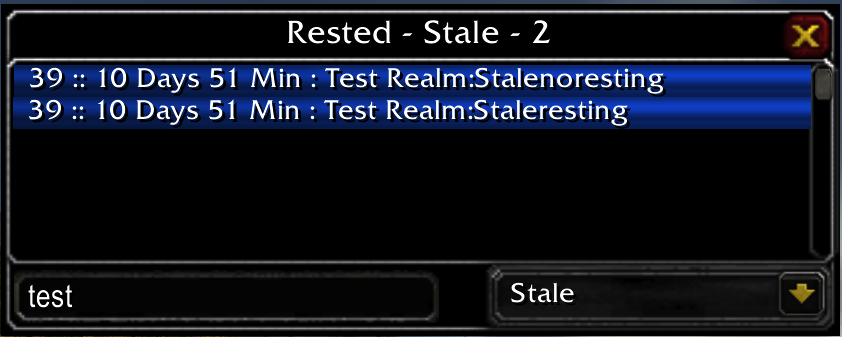 Rested - Stale - 2
39 :: 10 Days 51 Min : Test Realm:Stalenoresting
39 :: 10 Days 51 Min : Test Realm:Staleresting
test
Stale